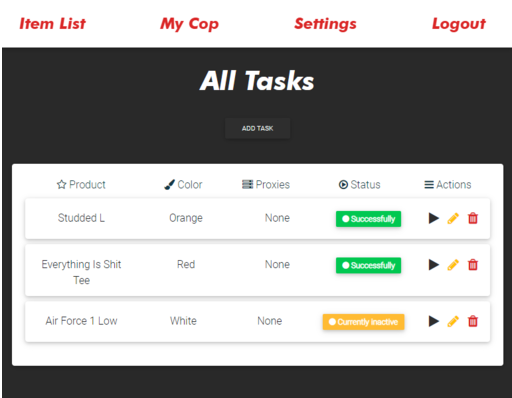 Item List My Cop Settings Logout
All Tasks
ADD TASK
Product Color Proxies Status Actions
Studded L Orange None Successfully
Everything Is Shit Tee Red None Successfully
Air Force 1 Low White None Currently Inactive